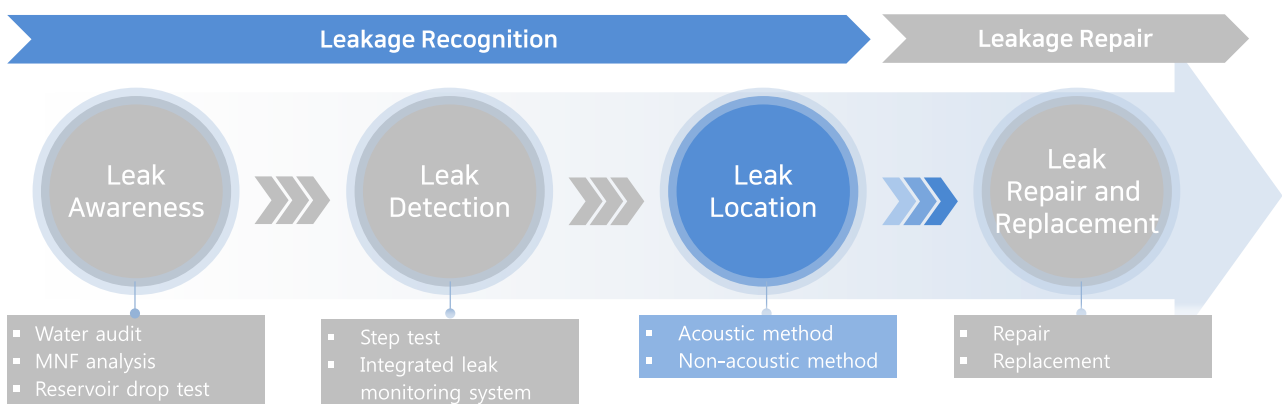 Leakage Recognition
Leakage Repair
Leak
Awareness
Leak
Detection
Leak
Location
Leak
Repair and
Replacement
▪ Water audit
▪ MNF analysis
▪ Reservoir drop test
▪ Step test
▪ Integrated leak
monitoring system
▪ Acoustic method
▪ Non-acoustic method
▪ Repair
▪ Replacement